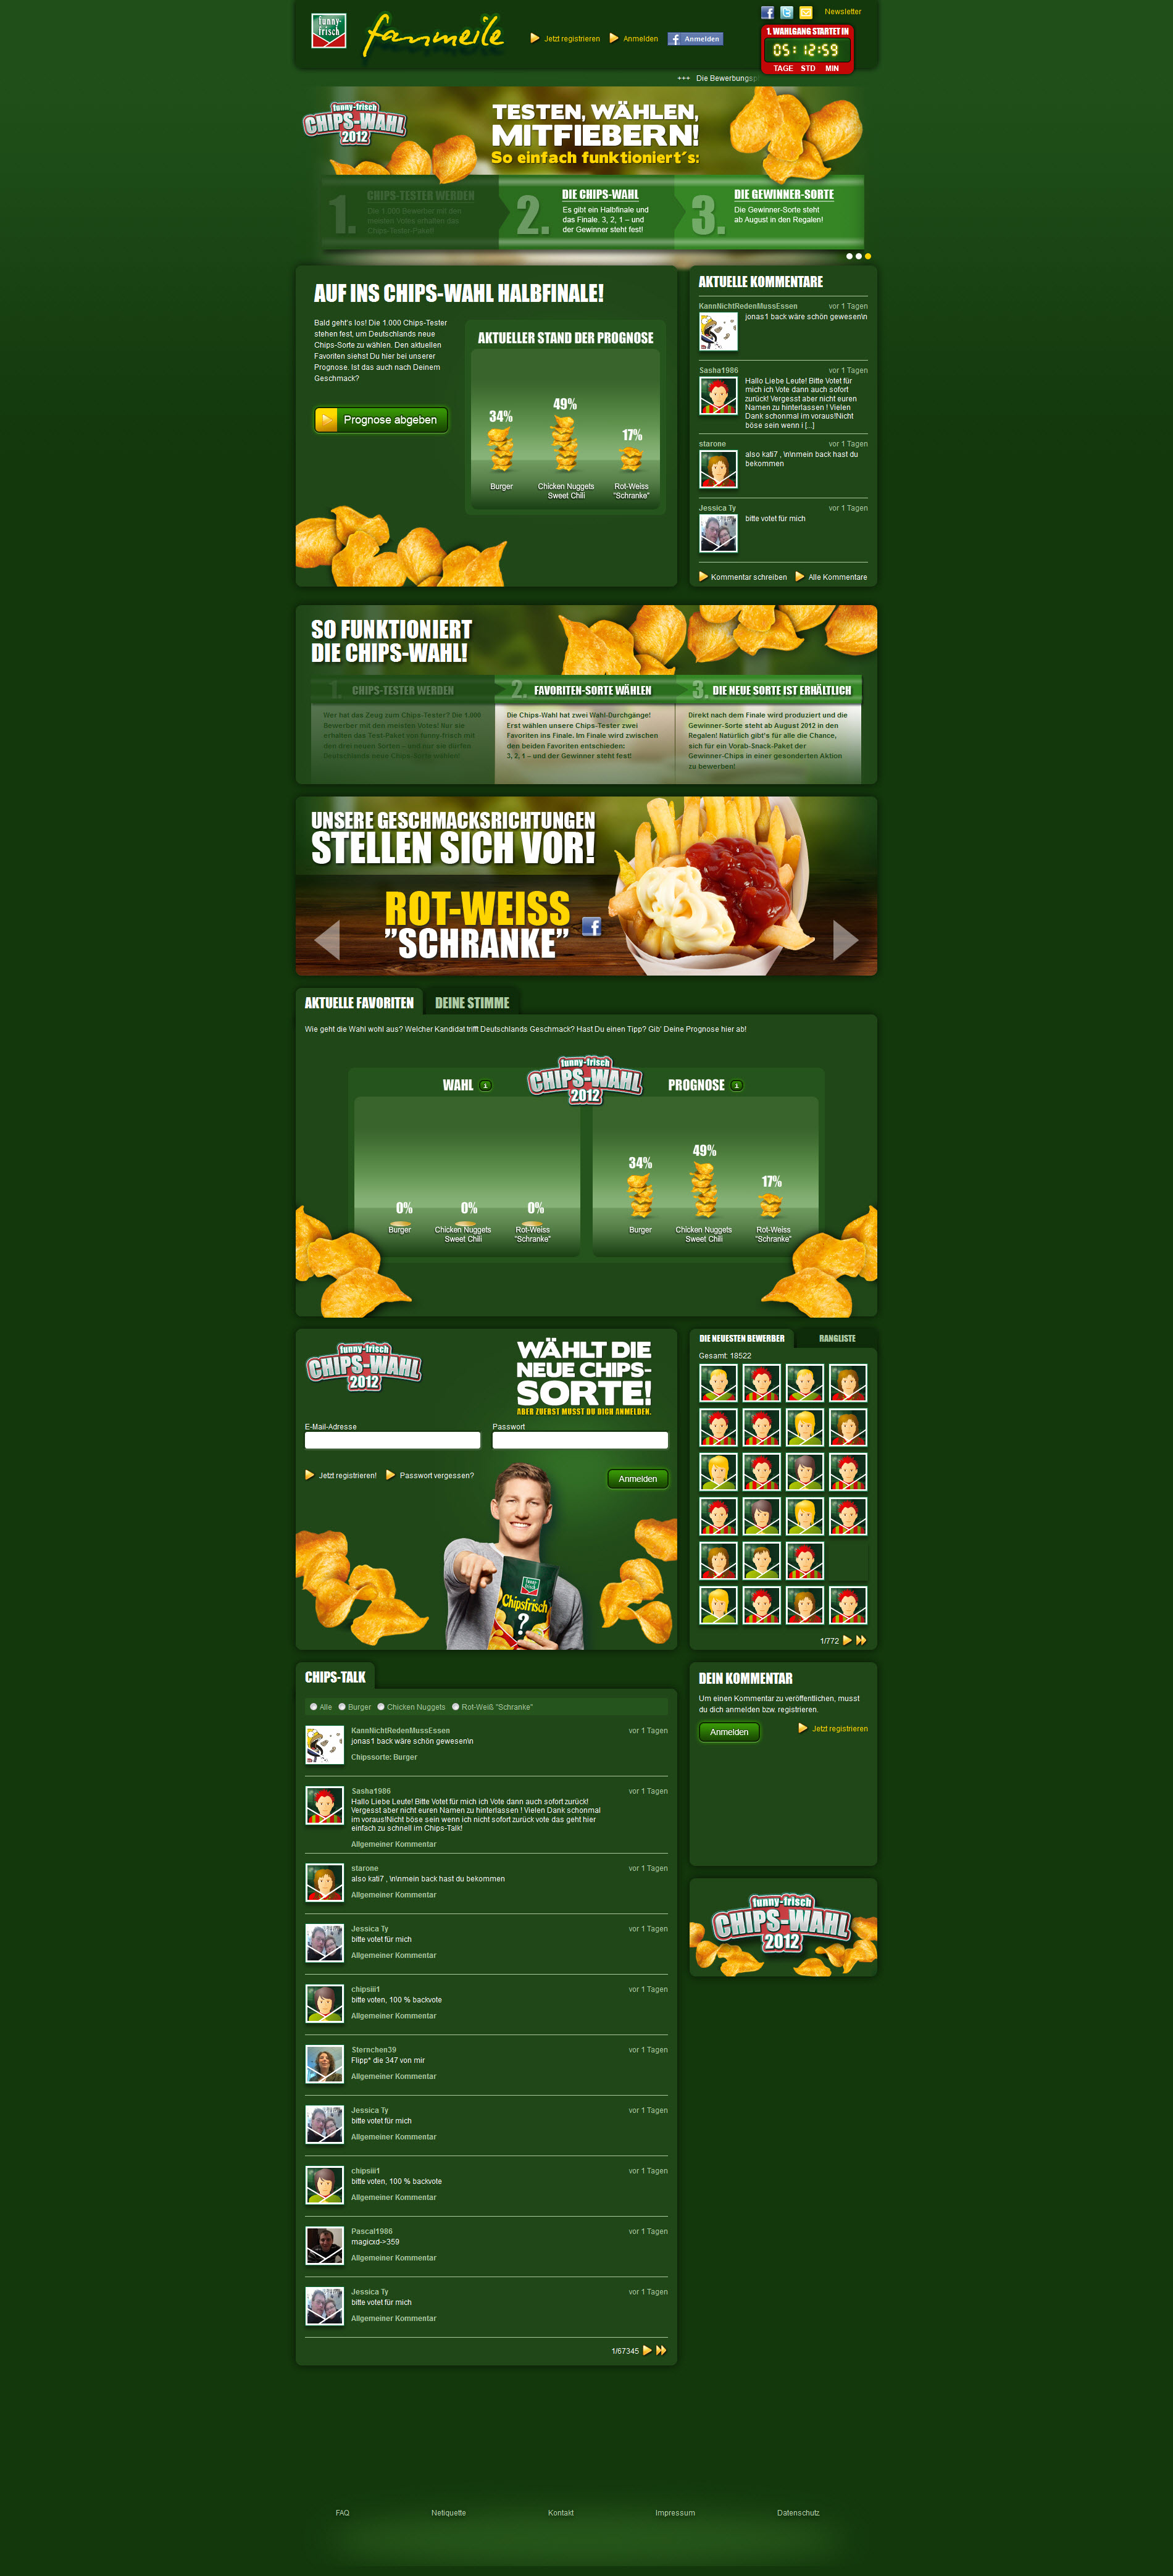 funny-frisch
fanmeile
Jetzt registrieren
Anmelden
Anmelden
Newsletter
1. WAHLGANG STARTET IN
05:12:59
TAGE STD MIN
+++ Die Bewerbungsp
funny-frisch
CHIPS-WAHL
2012
TESTEN, WÄHLEN,
MITFIEBERN!
So einfach funktioniert´s:
1.
CHIPS-TESTER WERDEN
Die 1.000 Bewerber mit den
meisten Votes erhalten das
Chips-Tester-Paket!
2.
DIE CHIPS-WAHL
Es gibt ein Halbfinale und
das Finale. 3, 2, 1 – und
der Gewinner steht fest!
3.
DIE GEWINNER-SORTE
Die Gewinner-Sorte steht
ab August in den Regalen!
AUF INS CHIPS-WAHL HALBFINALE!
Bald geht's los! Die 1.000 Chips-Tester
stehen fest, um Deutschlands neue
Chips-Sorte zu wählen. Den aktuellen
Favoriten siehst Du hier bei unserer
Prognose. Ist das auch nach Deinem
Geschmack?
Prognose abgeben
AKTUELLER STAND DER PROGNOSE
34%
49%
17%
Burger
Chicken Nuggets
Sweet Chili
Rot-Weiss
"Schranke"
AKTUELLE KOMMENTARE
KannNichtRedenMussEssen vor 1 Tagen
jonas1 back wäre schön gewesen\n
Sasha1986 vor 1 Tagen
Hallo Liebe Leute! Bitte Votet für
mich ich Vote dann auch sofort
zurück! Vergesst aber nicht euren
Namen zu hinterlassen ! Vielen
Dank schonmal im voraus!Nicht
böse sein wenn i [...]
starone vor 1 Tagen
also kati7 , \n\nmein back hast du
bekommen
Jessica Ty vor 1 Tagen
bitte votet für mich
Kommentar schreiben
Alle Kommentare
SO FUNKTIONIERT
DIE CHIPS-WAHL!
1. CHIPS-TESTER WERDEN
Wer hat das Zeug zum Chips-Tester? Die 1.000
Bewerber mit den meisten Votes! Nur sie
erhalten das Test-Paket von funny-frisch mit
den drei neuen Sorten – und nur sie dürfen
Deutschlands neue Chips-Sorte wählen!
2. FAVORITEN-SORTE WÄHLEN
Die Chips-Wahl hat zwei Wahl-Durchgänge!
Erst wählen unsere Chips-Tester zwei
Favoriten ins Finale. Im Finale wird zwischen
den beiden Favoriten entschieden:
3, 2, 1 – und der Gewinner steht fest!
3. DIE NEUE SORTE IST ERHÄLTLICH
Direkt nach dem Finale wird produziert und die
Gewinner-Sorte steht ab August 2012 in den
Regalen! Natürlich gibt's für alle die Chance,
sich für ein Vorab-Snack-Paket der
Gewinner-Chips in einer gesonderten Aktion
zu bewerben!
UNSERE GESCHMACKSRICHTUNGEN
STELLEN SICH VOR!
ROT-WEISS
"SCHRANKE"
AKTUELLE FAVORITEN
DEINE STIMME
Wie geht die Wahl wohl aus? Welcher Kandidat trifft Deutschlands Geschmack? Hast Du einen Tipp? Gib' Deine Prognose hier ab!
WAHL i
funny-frisch
CHIPS-WAHL
2012
PROGNOSE i
0%
0%
0%
Burger
Chicken Nuggets
Sweet Chili
Rot-Weiss
"Schranke"
34%
49%
17%
Burger
Chicken Nuggets
Sweet Chili
Rot-Weiss
"Schranke"
funny-frisch
CHIPS-WAHL
2012
WÄHLT DIE
NEUE CHIPS-
SORTE!
ABER ZUERST MUSST DU DICH ANMELDEN.
E-Mail-Adresse
Passwort
Jetzt registrieren!
Passwort vergessen?
Anmelden
funny-frisch
Chipsfrisch
?
DIE NEUESTEN BEWERBER
RANGLISTE
Gesamt: 18522
1/772
CHIPS-TALK
Alle
Burger
Chicken Nuggets
Rot-Weiß "Schranke"
KannNichtRedenMussEssen vor 1 Tagen
jonas1 back wäre schön gewesen\n
Chipssorte: Burger
Sasha1986 vor 1 Tagen
Hallo Liebe Leute! Bitte Votet für mich ich Vote dann auch sofort zurück!
Vergesst aber nicht euren Namen zu hinterlassen ! Vielen Dank schonmal
im voraus!Nicht böse sein wenn ich nicht sofort zurück vote das geht hier
einfach zu schnell im Chips-Talk!
Allgemeiner Kommentar
starone vor 1 Tagen
also kati7 , \n\nmein back hast du bekommen
Allgemeiner Kommentar
Jessica Ty vor 1 Tagen
bitte votet für mich
Allgemeiner Kommentar
chipsiii1 vor 1 Tagen
bitte voten, 100 % backvote
Allgemeiner Kommentar
Sternchen39 vor 1 Tagen
Flipp* die 347 von mir
Allgemeiner Kommentar
Jessica Ty vor 1 Tagen
bitte votet für mich
Allgemeiner Kommentar
chipsiii1 vor 1 Tagen
bitte voten, 100 % backvote
Allgemeiner Kommentar
Pascal1986 vor 1 Tagen
magicxd->359
Allgemeiner Kommentar
Jessica Ty vor 1 Tagen
bitte votet für mich
Allgemeiner Kommentar
1/67345
DEIN KOMMENTAR
Um einen Kommentar zu veröffentlichen, musst
du dich anmelden bzw. registrieren.
Anmelden
Jetzt registrieren
funny-frisch
CHIPS-WAHL
2012
FAQ
Netiquette
Kontakt
Impressum
Datenschutz